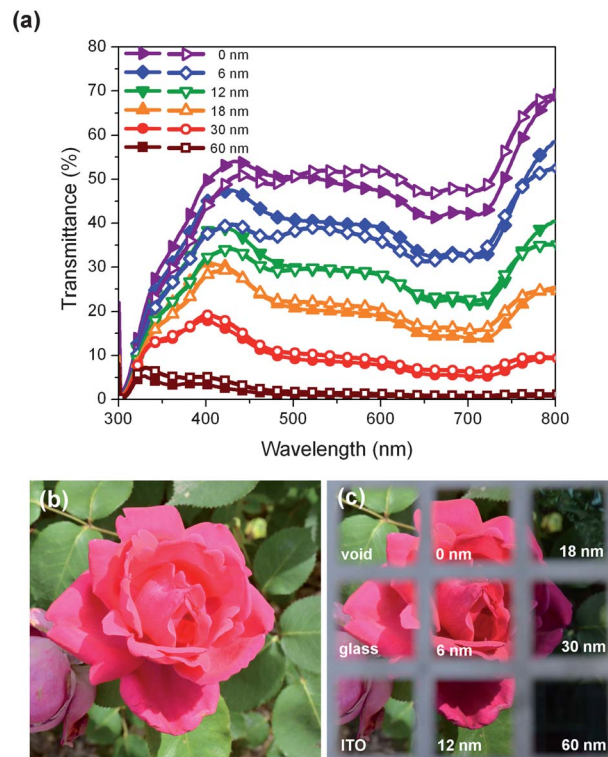 (a)
80
70
60
50
40
30
20
10
0
Transmittance (%)
0 nm
6 nm
12 nm
18 nm
30 nm
60 nm
300 400 500 600 700 800
Wavelength (nm)
(b)
(c)
void 0 nm 18 nm
glass 6 nm 30 nm
ITO 12 nm 60 nm